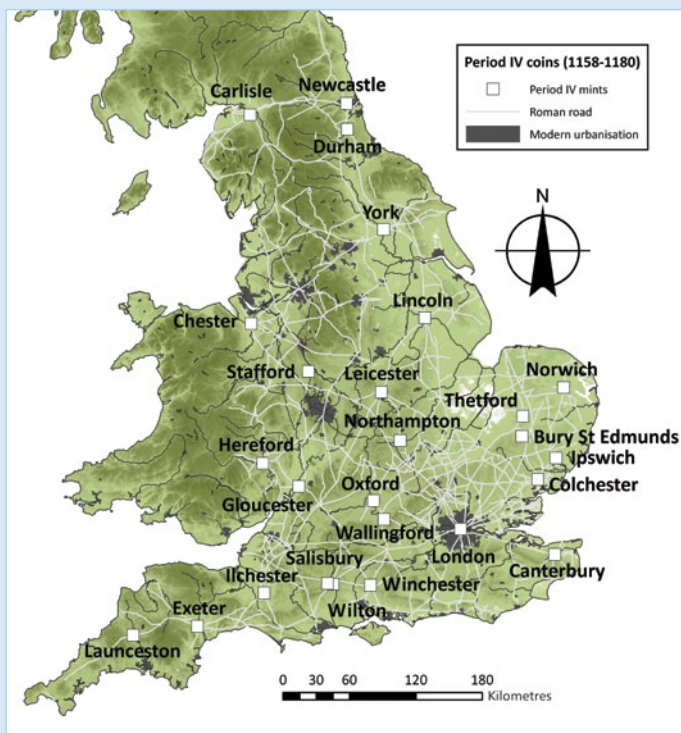 Period IV coins (1158-1180)
Period IV mints
Roman road
Modern urbanisation
Carlisle
Newcastle
Durham
York
N
Lincoln
Chester
Stafford
Leicester
Norwich
Thetford
Northampton
Bury St Edmunds
Hereford
Ipswich
Oxford
Colchester
Gloucester
Wallingford
London
Salisbury
Canterbury
Ilchester
Winchester
Exeter
Wilton
Launceston
0 30 60 120 180
Kilometres